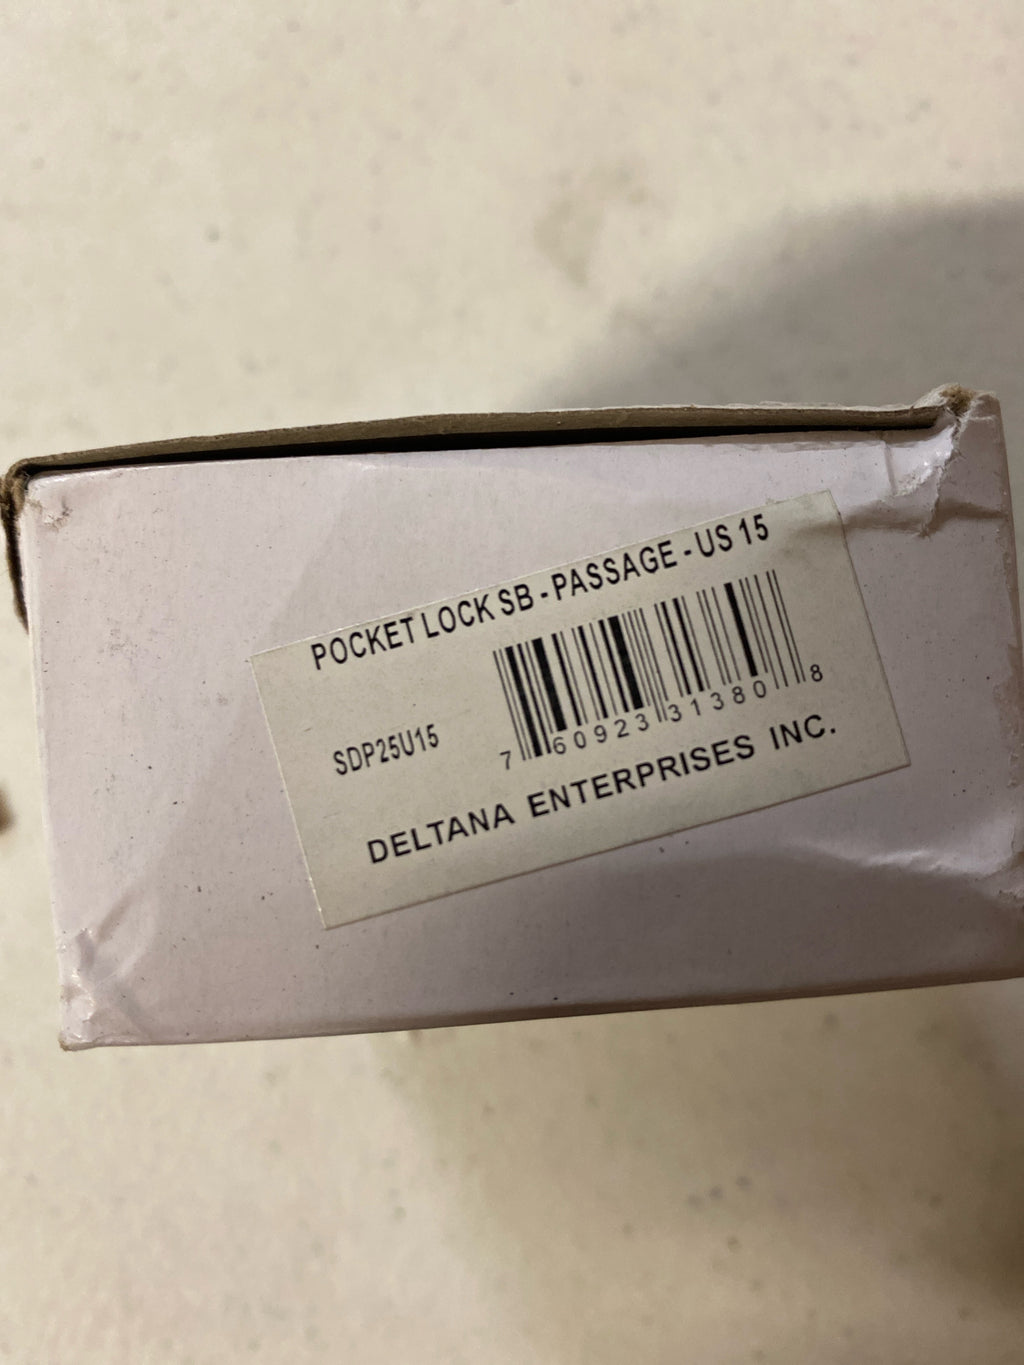 POCKET LOCK SB - PASSAGE - US 15
SDP25U15
7 60923 31380 8
DELTANA ENTERPRISES INC.